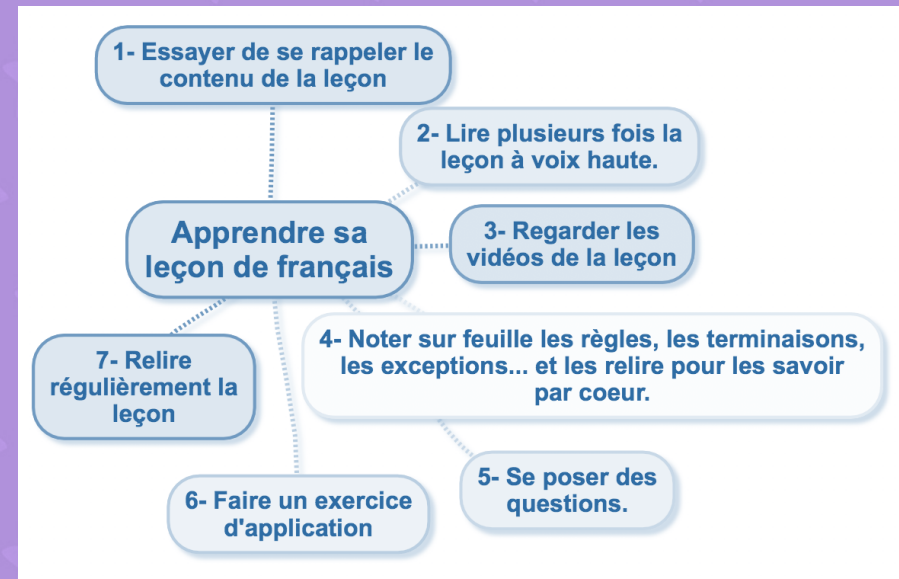 1- Essayer de se rappeler le
contenu de la leçon
2- Lire plusieurs fois la
leçon à voix haute.
Apprendre sa
leçon de français
3- Regarder les
vidéos de la leçon
4- Noter sur feuille les règles, les terminaisons,
les exceptions... et les relire pour les savoir
par coeur.
7- Relire
régulièrement la
leçon
5- Se poser des
questions.
6- Faire un exercice
d'application